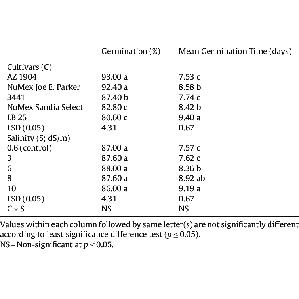 Germination (%) Mean Germination Time (days)
Cultivars (C)
AZ 1904 93.00 a 7.53 c
NuMex Joe E. Parker 92.40 a 8.58 b
3441 87.40 b 7.74 c
NuMex Sandia Select 82.80 c 8.42 b
LB 25 80.60 c 9.40 a
LSD (0.05) 4.31 0.67
Salinity (S; dS/m)
0.6 (control) 87.00 a 7.57 c
3 87.60 a 7.62 c
6 88.00 a 8.36 b
8 87.60 a 8.92 ab
10 86.00 a 9.19 a
LSD (0.05) 4.31 0.67
C × S NS NS
Values within each column followed by same letter(s) are not significantly different
according to least significance difference test (p ≤ 0.05).
NS = Non-significant at p < 0.05.